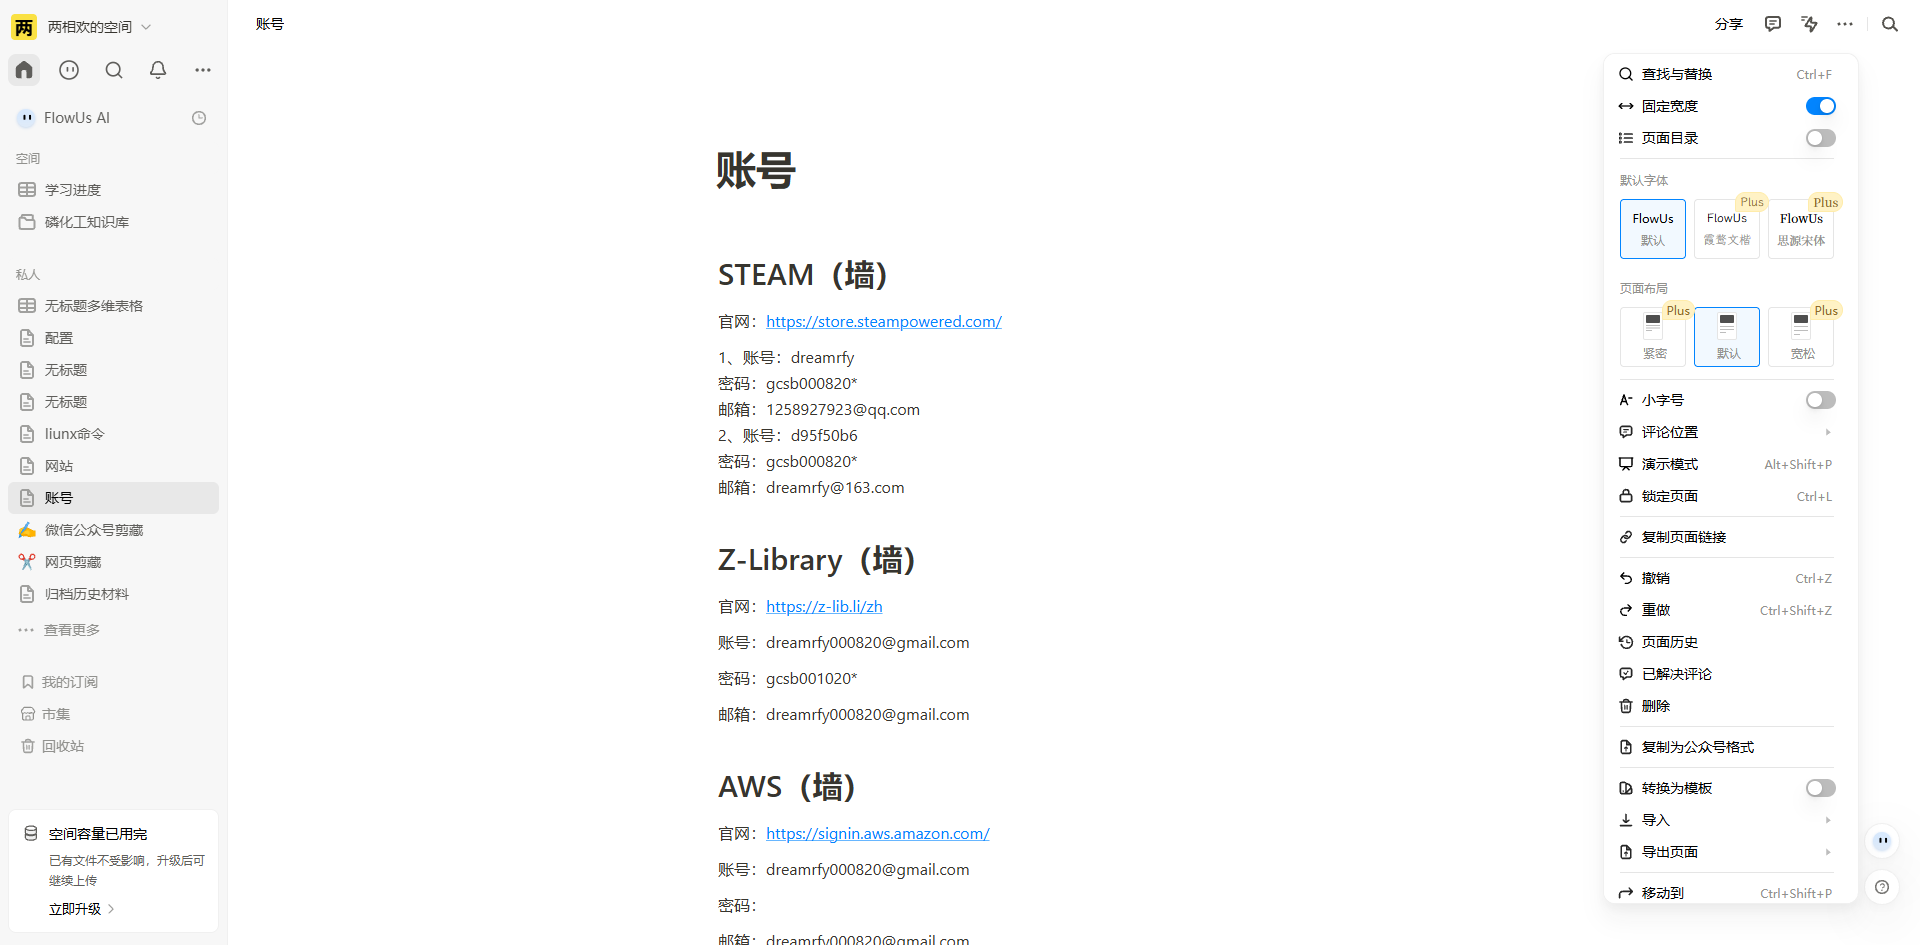 两 两相欢的空间
FlowUs AI
空间
学习进度
磷化工知识库
私人
无标题多维表格
配置
无标题
无标题
liunx命令
网站
账号
微信公众号剪藏
网页剪藏
归档历史材料
查看更多
我的订阅
市集
回收站
空间容量已用完
已有文件不受影响，升级后可
继续上传
立即升级
账号
分享
账号
STEAM（墙）
官网：https://store.steampowered.com/
1、账号：dreamrfy
密码：gcsb000820*
邮箱：1258927923@qq.com
2、账号：d95f50b6
密码：gcsb000820*
邮箱：dreamrfy@163.com
Z-Library（墙）
官网：https://z-lib.li/zh
账号：dreamrfy000820@gmail.com
密码：gcsb001020*
邮箱：dreamrfy000820@gmail.com
AWS（墙）
官网：https://signin.aws.amazon.com/
账号：dreamrfy000820@gmail.com
密码：
邮箱：dreamrfy000820@gmail.com
查找与替换 Ctrl+F
固定宽度
页面目录
默认字体
Plus Plus
FlowUs FlowUs FlowUs
默认 霞鹜文楷 思源宋体
页面布局
Plus Plus
紧密 默认 宽松
A- 小字号
评论位置
演示模式 Alt+Shift+P
锁定页面 Ctrl+L
复制页面链接
撤销 Ctrl+Z
重做 Ctrl+Shift+Z
页面历史
已解决评论
删除
复制为公众号格式
转换为模板
导入
导出页面
移动到 Ctrl+Shift+P